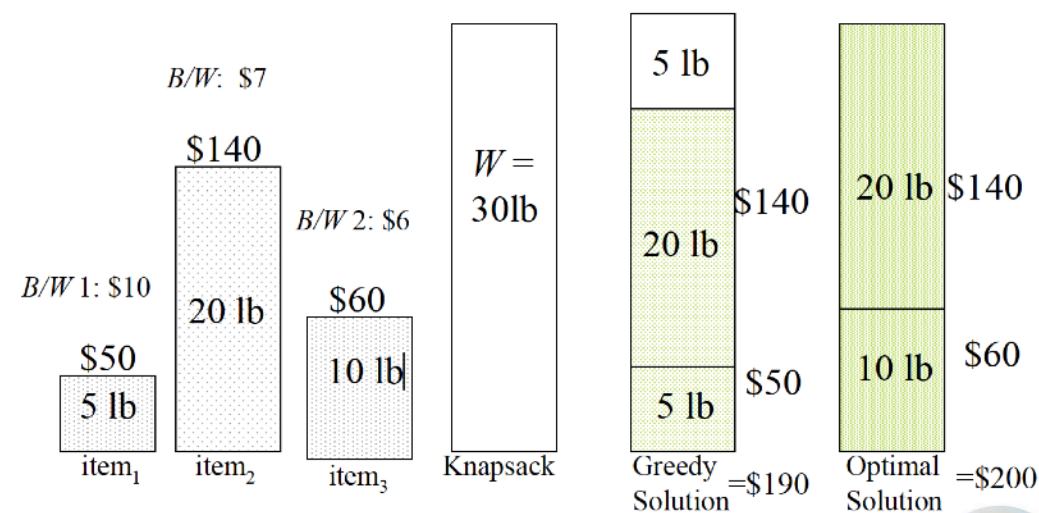 B/W: $7
$140
20 lb
B/W 1: $10
$50
5 lb
item₁
item₂
B/W 2: $6
$60
10 lb
item₃
W =
30lb
Knapsack
5 lb
20 lb
$140
5 lb
$50
Greedy
Solution
=$190
20 lb
$140
10 lb
$60
Optimal
Solution
=$200